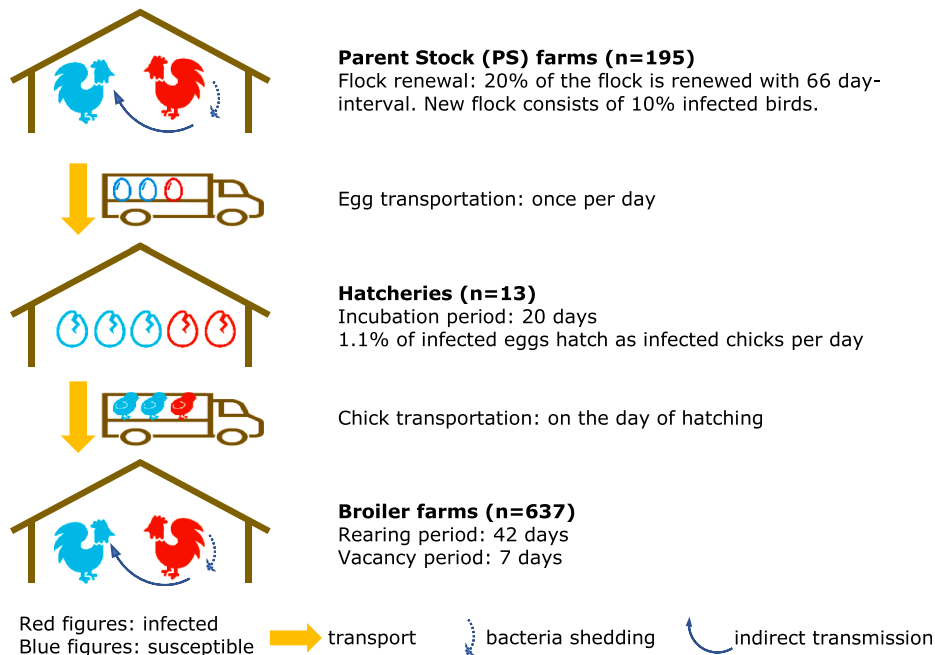 Parent Stock (PS) farms (n=195)
Flock renewal: 20% of the flock is renewed with 66 day-
interval. New flock consists of 10% infected birds.
Egg transportation: once per day
Hatcheries (n=13)
Incubation period: 20 days
1.1% of infected eggs hatch as infected chicks per day
Chick transportation: on the day of hatching
Broiler farms (n=637)
Rearing period: 42 days
Vacancy period: 7 days
Red figures: infected
Blue figures: susceptible
transport
bacteria shedding
indirect transmission